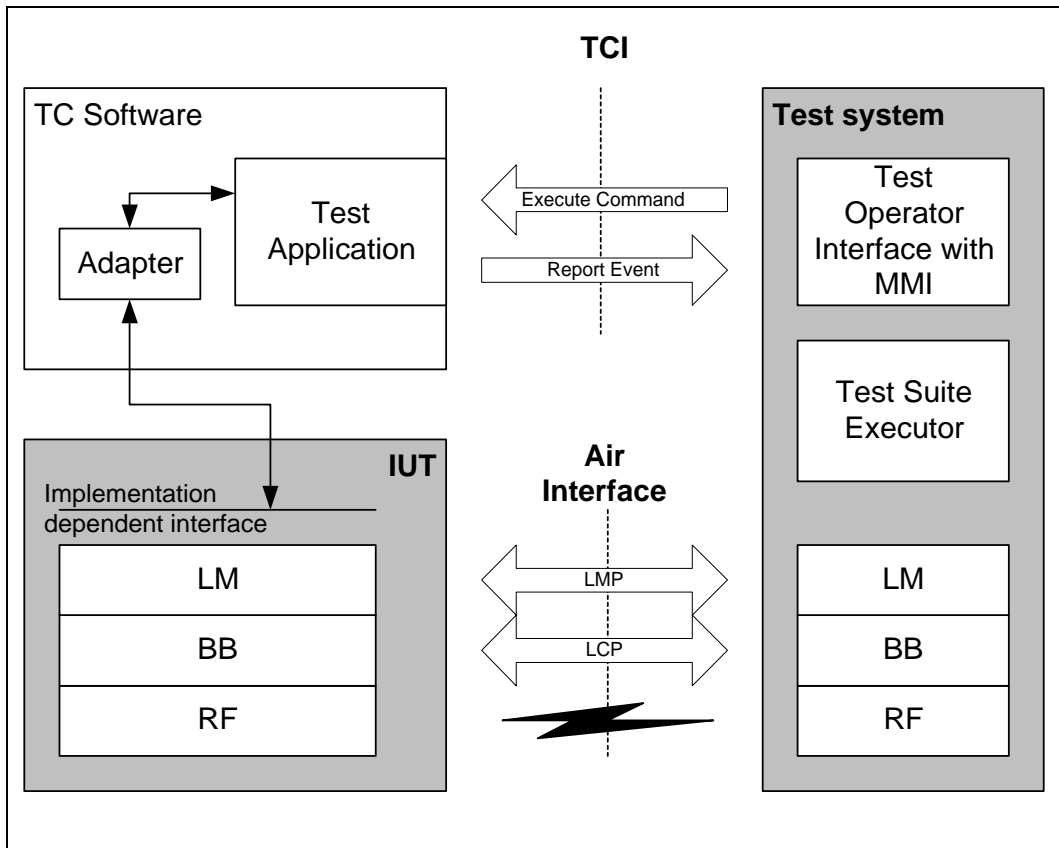 TCI
TC Software
Test
Application
Adapter
Execute Command
Report Event
Test system
Test
Operator
Interface with
MMI
Test Suite
Executor
IUT
Implementation
dependent interface
LM
BB
RF
Air
Interface
LMP
LCP
LM
BB
RF